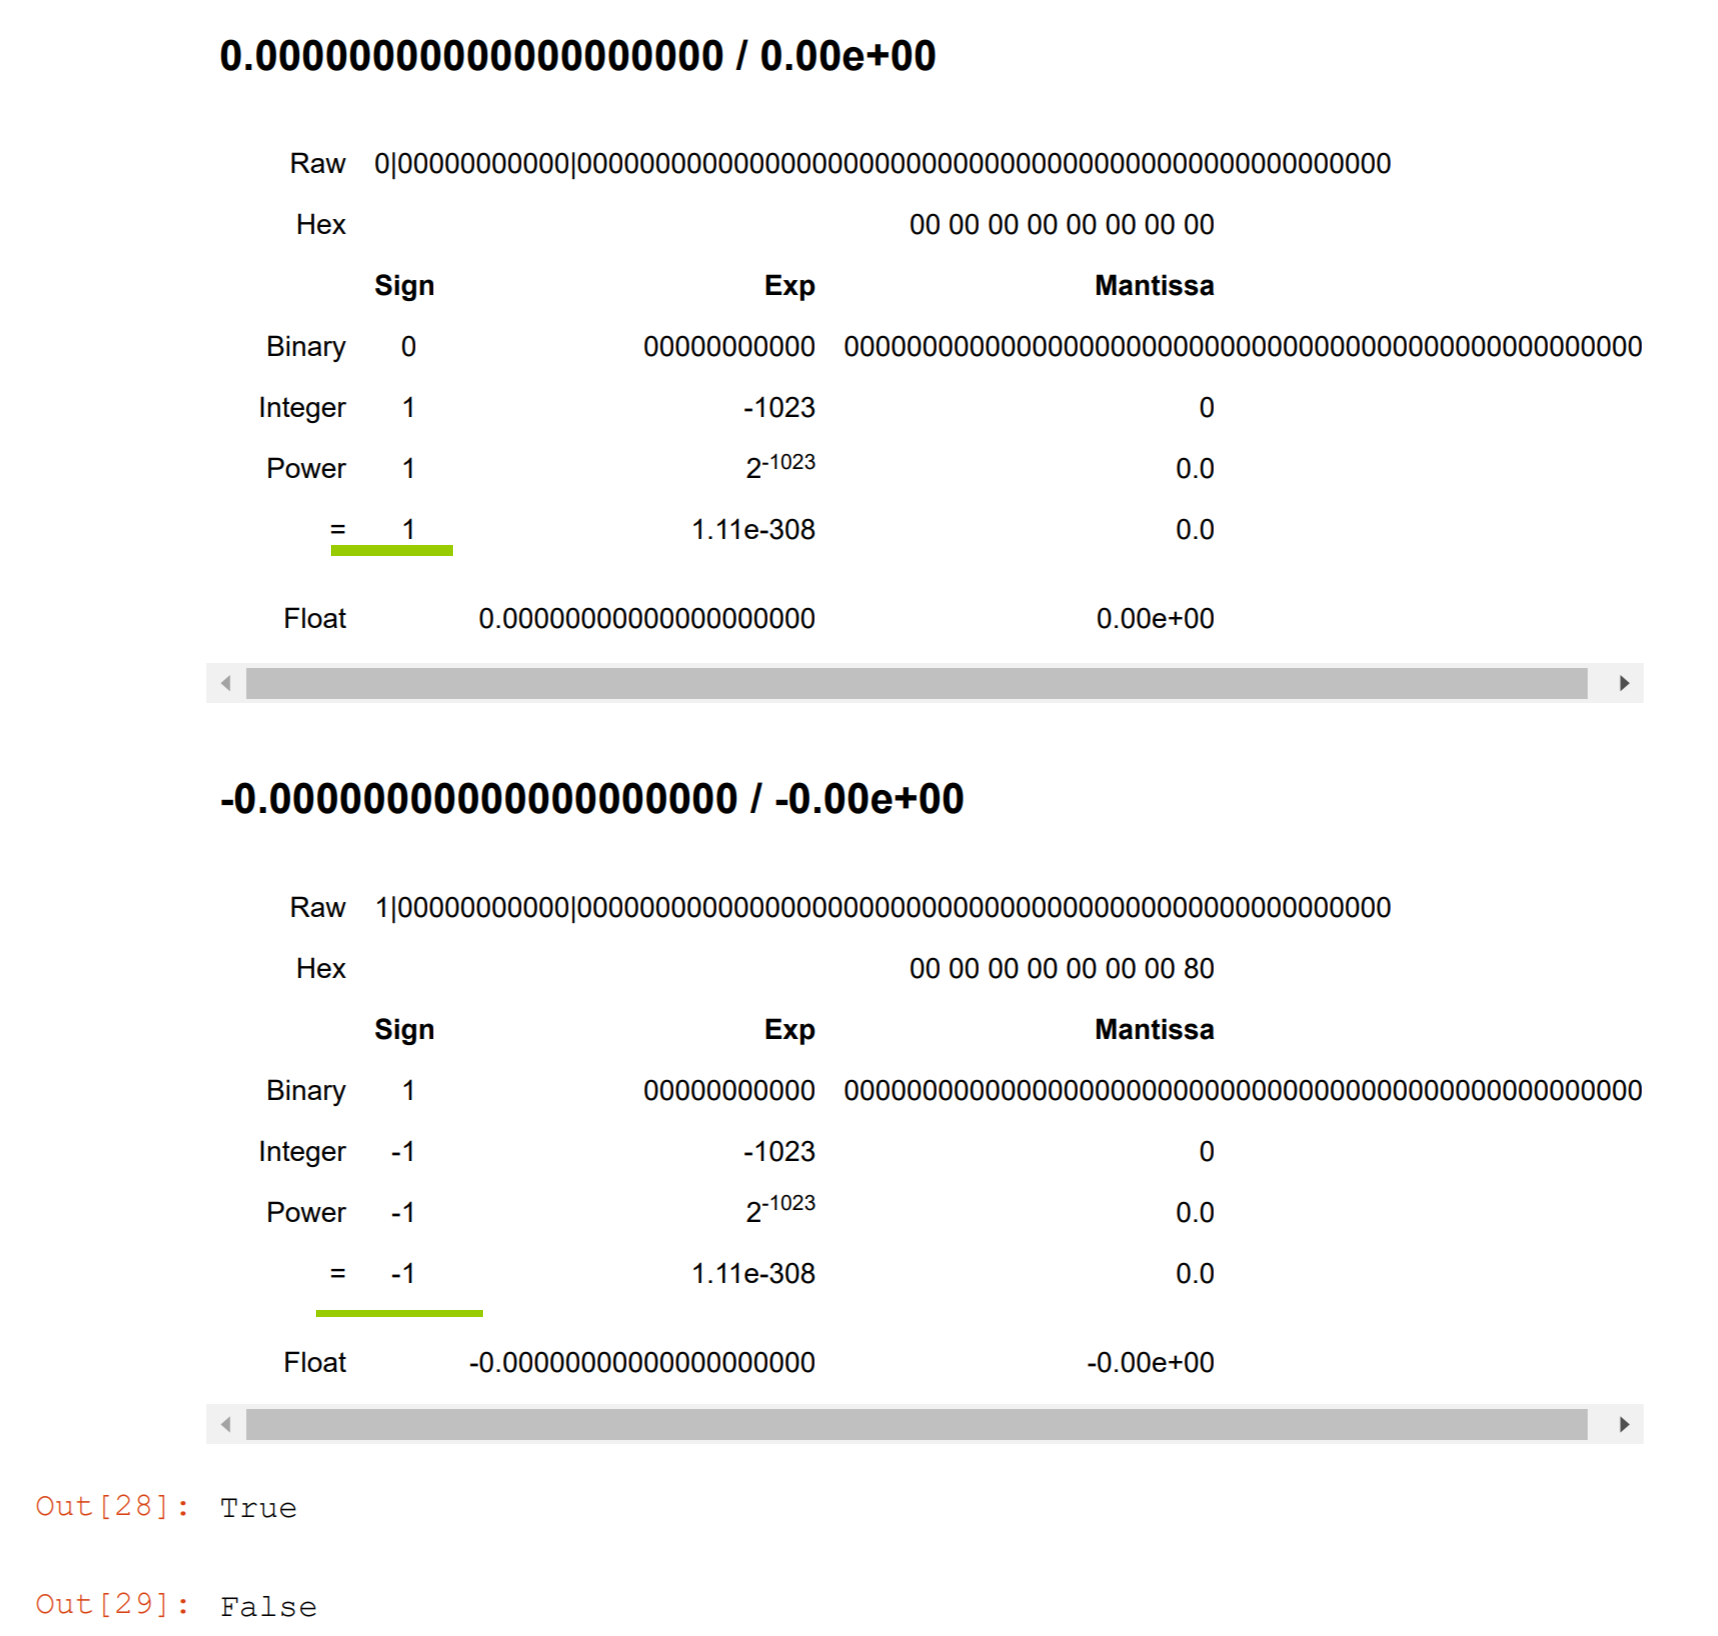 0.00000000000000000000 / 0.00e+00
Raw 0|00000000000|0000000000000000000000000000000000000000000000000000
Hex 00 00 00 00 00 00 00 00
Sign Exp Mantissa
Binary 0 00000000000 000000000000000000000000000000000000000000000000000
Integer 1 -1023 0
Power 1 2^-1023 0.0
= 1 1.11e-308 0.0
Float 0.00000000000000000000 0.00e+00
-0.00000000000000000000 / -0.00e+00
Raw 1|00000000000|0000000000000000000000000000000000000000000000000000
Hex 00 00 00 00 00 00 00 80
Sign Exp Mantissa
Binary 1 00000000000 000000000000000000000000000000000000000000000000000
Integer -1 -1023 0
Power -1 2^-1023 0.0
= -1 1.11e-308 0.0
Float -0.00000000000000000000 -0.00e+00
Out[28]: True
Out[29]: False